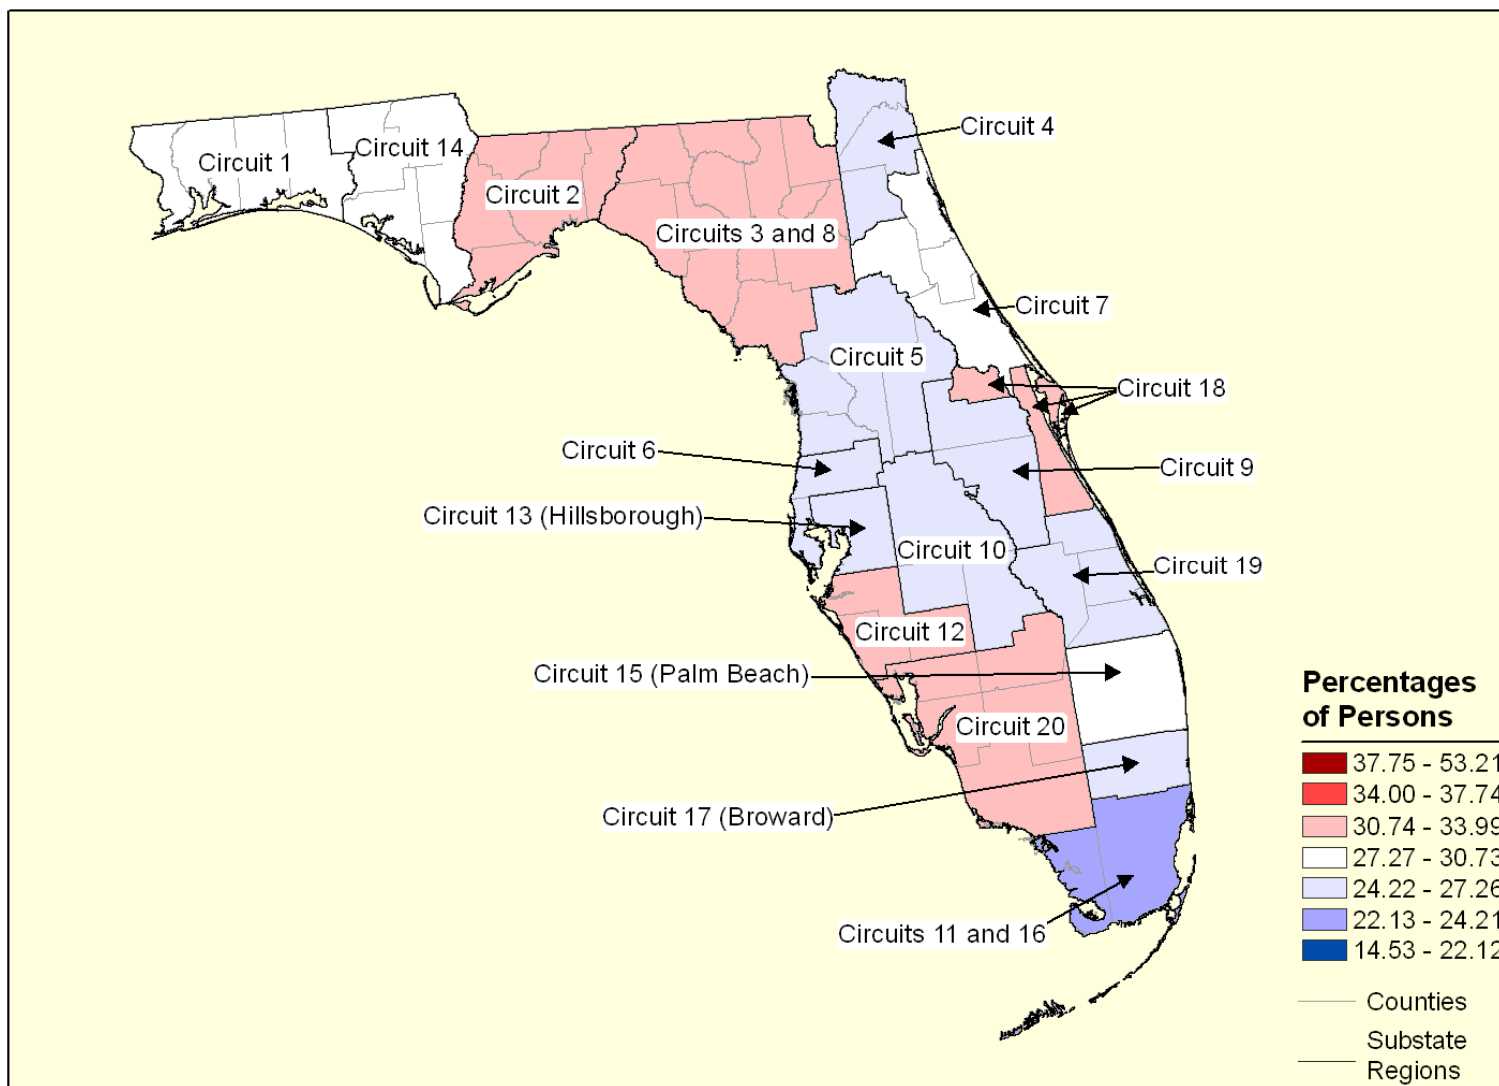 Circuit 4
Circuit 14
Circuit 1
Circuit 2
Circuits 3 and 8
Circuit 7
Circuit 5
Circuit 18
Circuit 6
Circuit 9
Circuit 13 (Hillsborough)
Circuit 10
Circuit 19
Circuit 12
Circuit 15 (Palm Beach)
Circuit 20
Circuit 17 (Broward)
Circuits 11 and 16
Percentages
of Persons
37.75 - 53.21
34.00 - 37.74
30.74 - 33.99
27.27 - 30.73
24.22 - 27.26
22.13 - 24.21
14.53 - 22.12
Counties
Substate
Regions